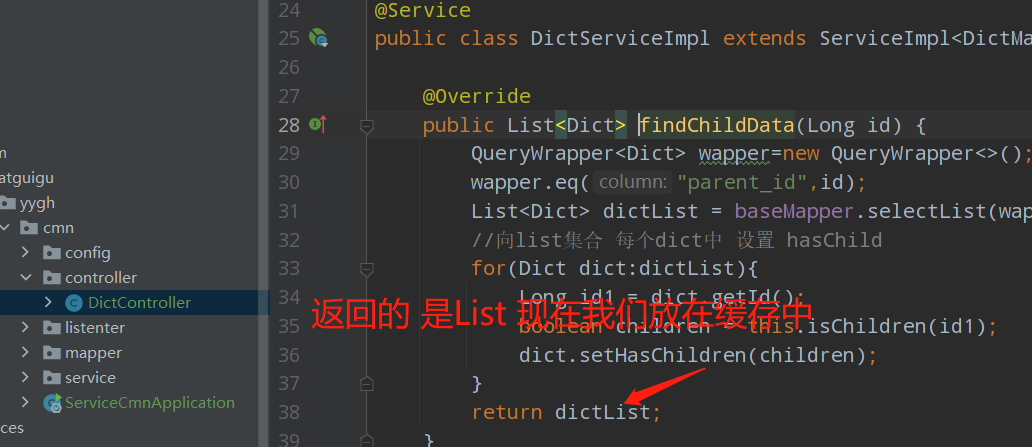 m
atguigu
yygh
cmn
config
controller
DictController
listenter
mapper
service
ServiceCmnApplication
ces
24 @Service
25 public class DictServiceImpl extends ServiceImpl<DictMa
26
27 @Override
28 public List<Dict> findChildData(Long id) {
29 QueryWrapper<Dict> wapper=new QueryWrapper<>();
30 wapper.eq( column: "parent_id",id);
31 List<Dict> dictList = baseMapper.selectList(wap
32 //向list集合 每个dict中 设置 hasChild
33 for(Dict dict:dictList){
34 Long id1 = dict.getId();
返回的 是List 现在我们放在缓存中
35 boolean children = this.isChildren(id1);
36 dict.setHasChildren(children);
37 }
38 return dictList;
39 }